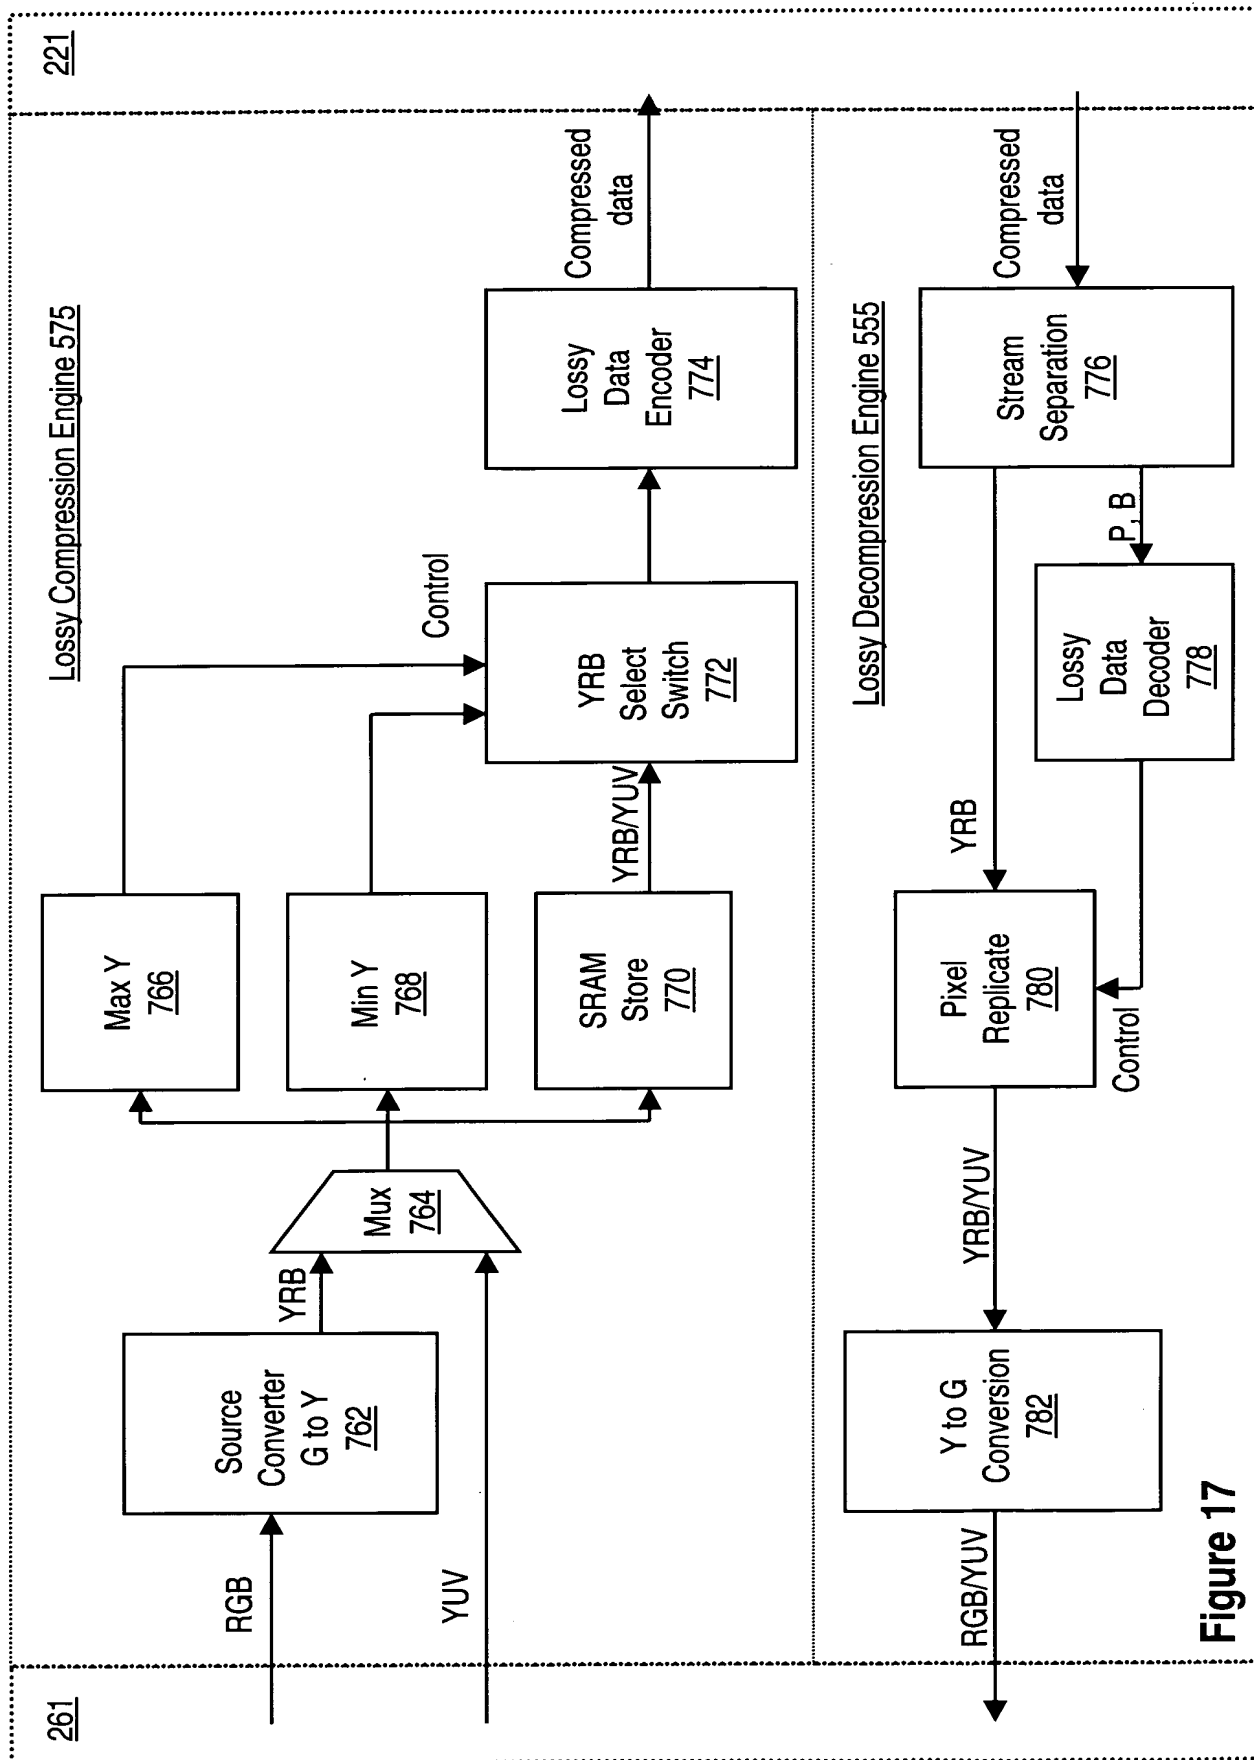 261
221
Lossy Compression Engine 575
RGB
YUV
Source
Converter
G to Y
762
YRB
Mux
764
Max Y
766
Min Y
768
SRAM
Store
770
YRB/YUV
Control
YRB
Select
Switch
772
Lossy
Data
Encoder
774
Compressed
data
Lossy Decompression Engine 555
RGB/YUV
Y to G
Conversion
782
YRB/YUV
Pixel
Replicate
780
Control
YRB
Lossy
Data
Decoder
778
P, B
Stream
Separation
776
Compressed
data
Figure 17